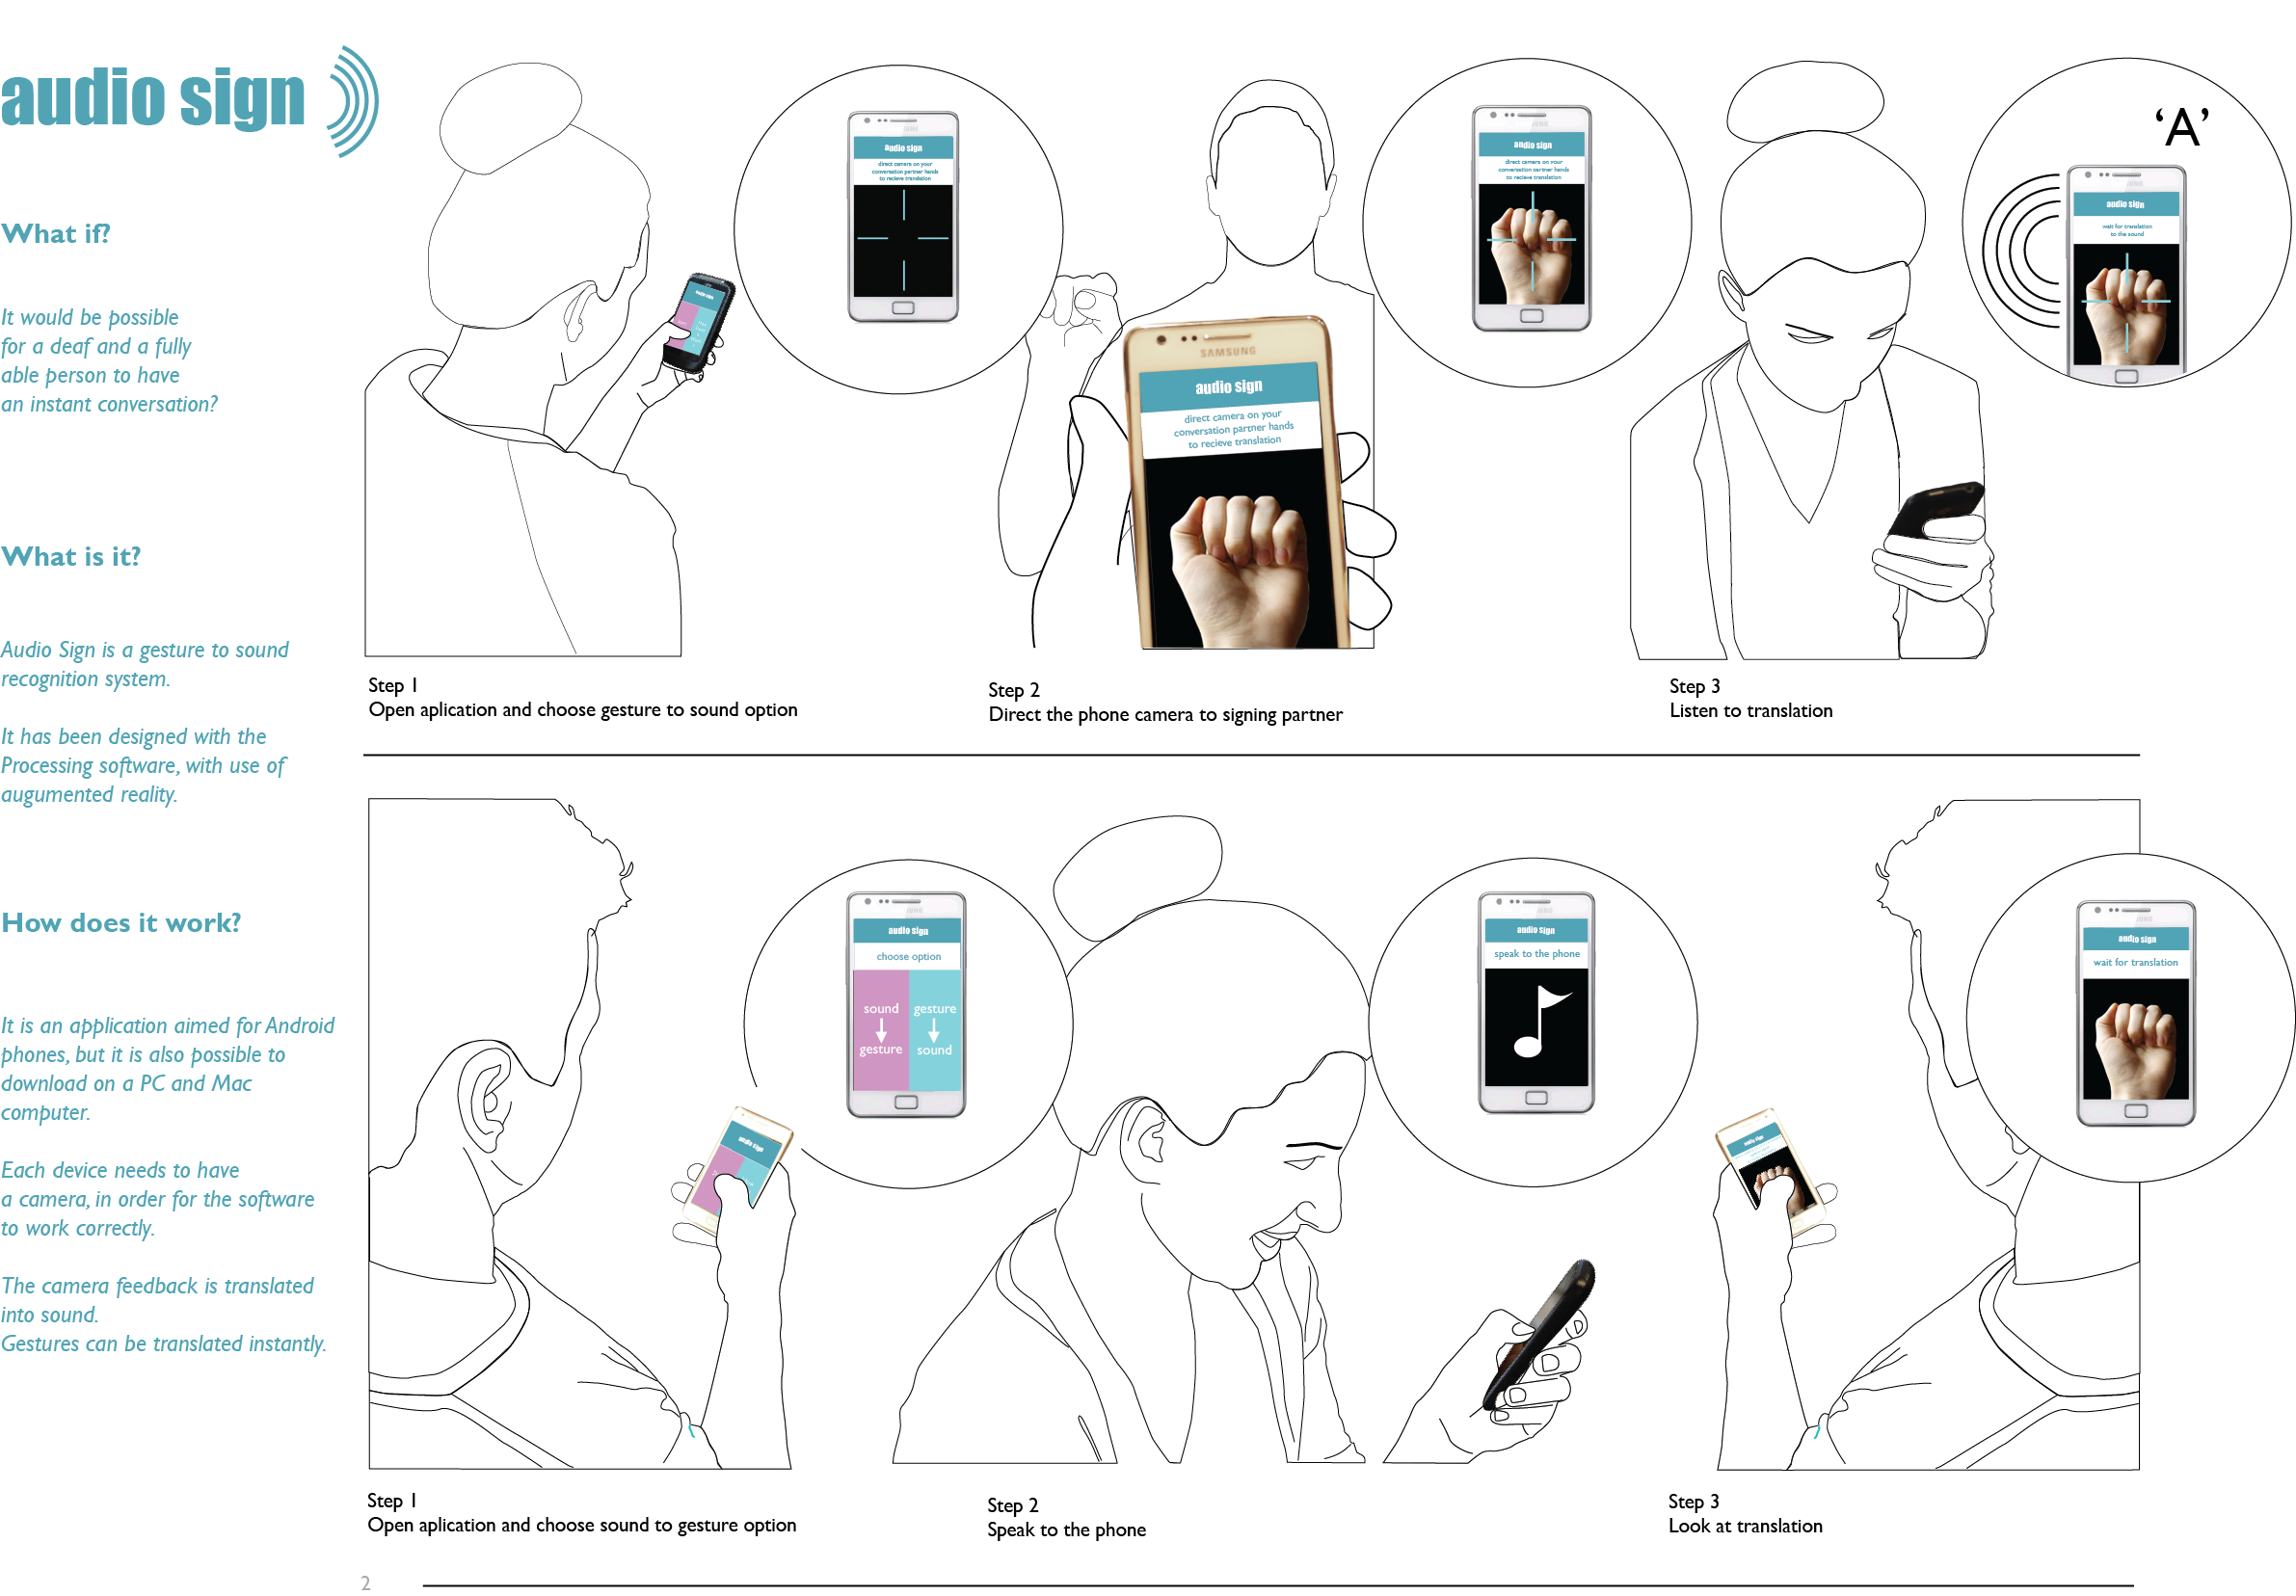 audio sign
What if?
It would be possible
for a deaf and a fully
able person to have
an instant conversation?
What is it?
Audio Sign is a gesture to sound
recognition system.
It has been designed with the
Processing software, with use of
augumented reality.
How does it work?
It is an application aimed for Android
phones, but it is also possible to
download on a PC and Mac
computer.
Each device needs to have
a camera, in order for the software
to work correctly.
The camera feedback is translated
into sound.
Gestures can be translated instantly.
audio sign
audio sign
direct camera on your
conversation partner hands
to recieve translation
SAMSUNG
audio sign
direct camera on your
conversation partner hands
to recieve translation
audio sign
direct camera on your
conversation partner hands
to recieve translation
‘A’
audio sign
wait for translation
to the sound
Step 1
Open aplication and choose gesture to sound option
Step 2
Direct the phone camera to signing partner
Step 3
Listen to translation
audio sign
audio sign
choose option
sound
gesture
gesture
sound
audio sign
speak to the phone
audio sign
audio sign
wait for translation
Step 1
Open aplication and choose sound to gesture option
Step 2
Speak to the phone
Step 3
Look at translation
2